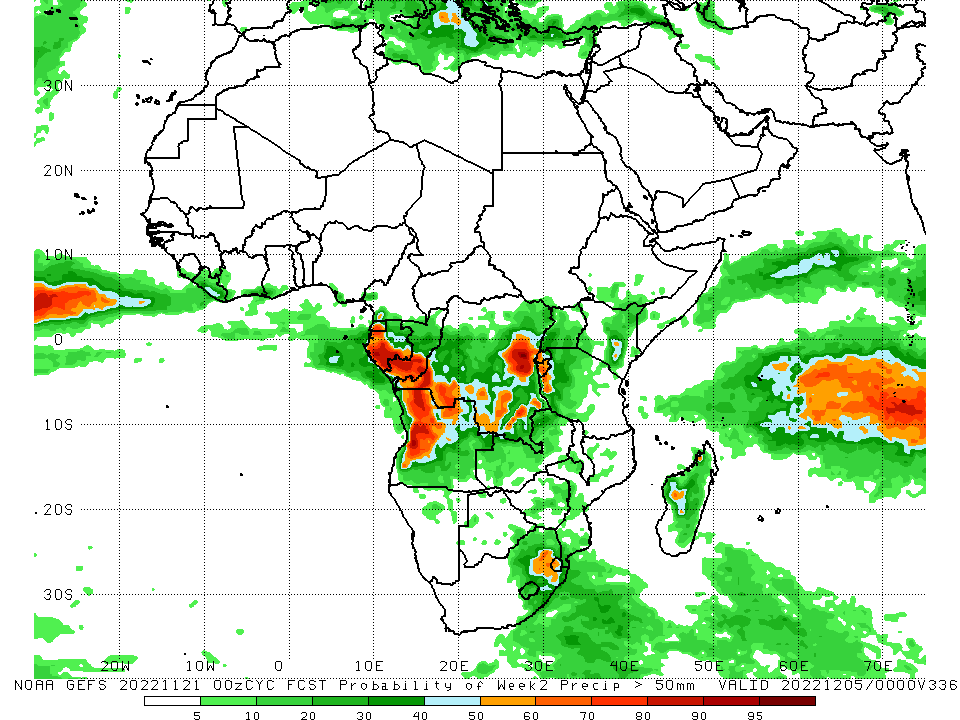 30N
20N
10N
0
10S
20S
30S
20W 10W 0 10E 20E 30E 40E 50E 60E 70E
NOAA GEFS 20221121 00zCYC FCST Probability of Week2 Precip > 50mm VALID 20221205/0000V336
5 10 20 30 40 50 60 70 80 90 95